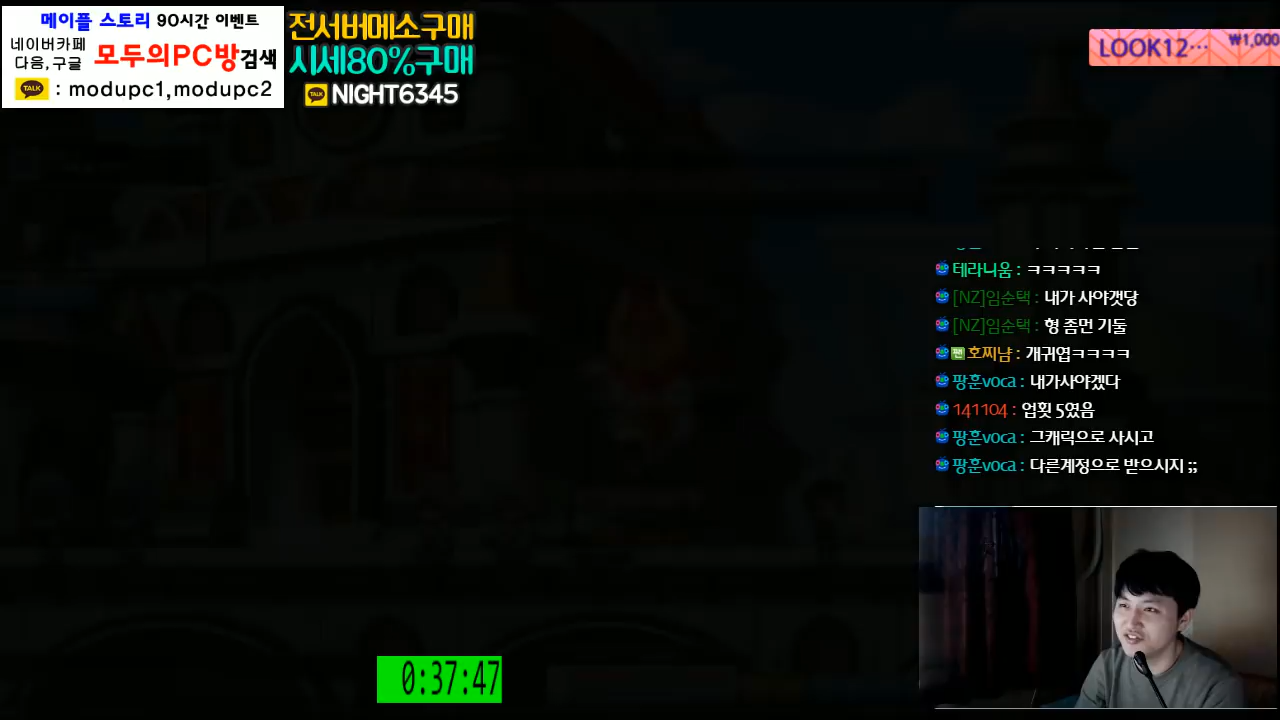 메이플 스토리 90시간 이벤트
네이버카페
다음,구글
모두의PC방검색
TALK : modupc1,modupc2
전서버메소구매
시세80%구매
TALK NIGHT6345
LOOK12… ₩1,000
테라니움 : ㅋㅋㅋㅋㅋ
[NZ]임순택 : 내가 사야갯당
[NZ]임순택 : 형 좀먼 기둘
팬 호찌냠 : 개귀엽ㅋㅋㅋㅋ
팡훈voca : 내가사야겠다
141104 : 업횟 5였음
팡훈voca : 그캐릭으로 사시고
팡훈voca : 다른계정으로 받으시지 ;;
0:37:47